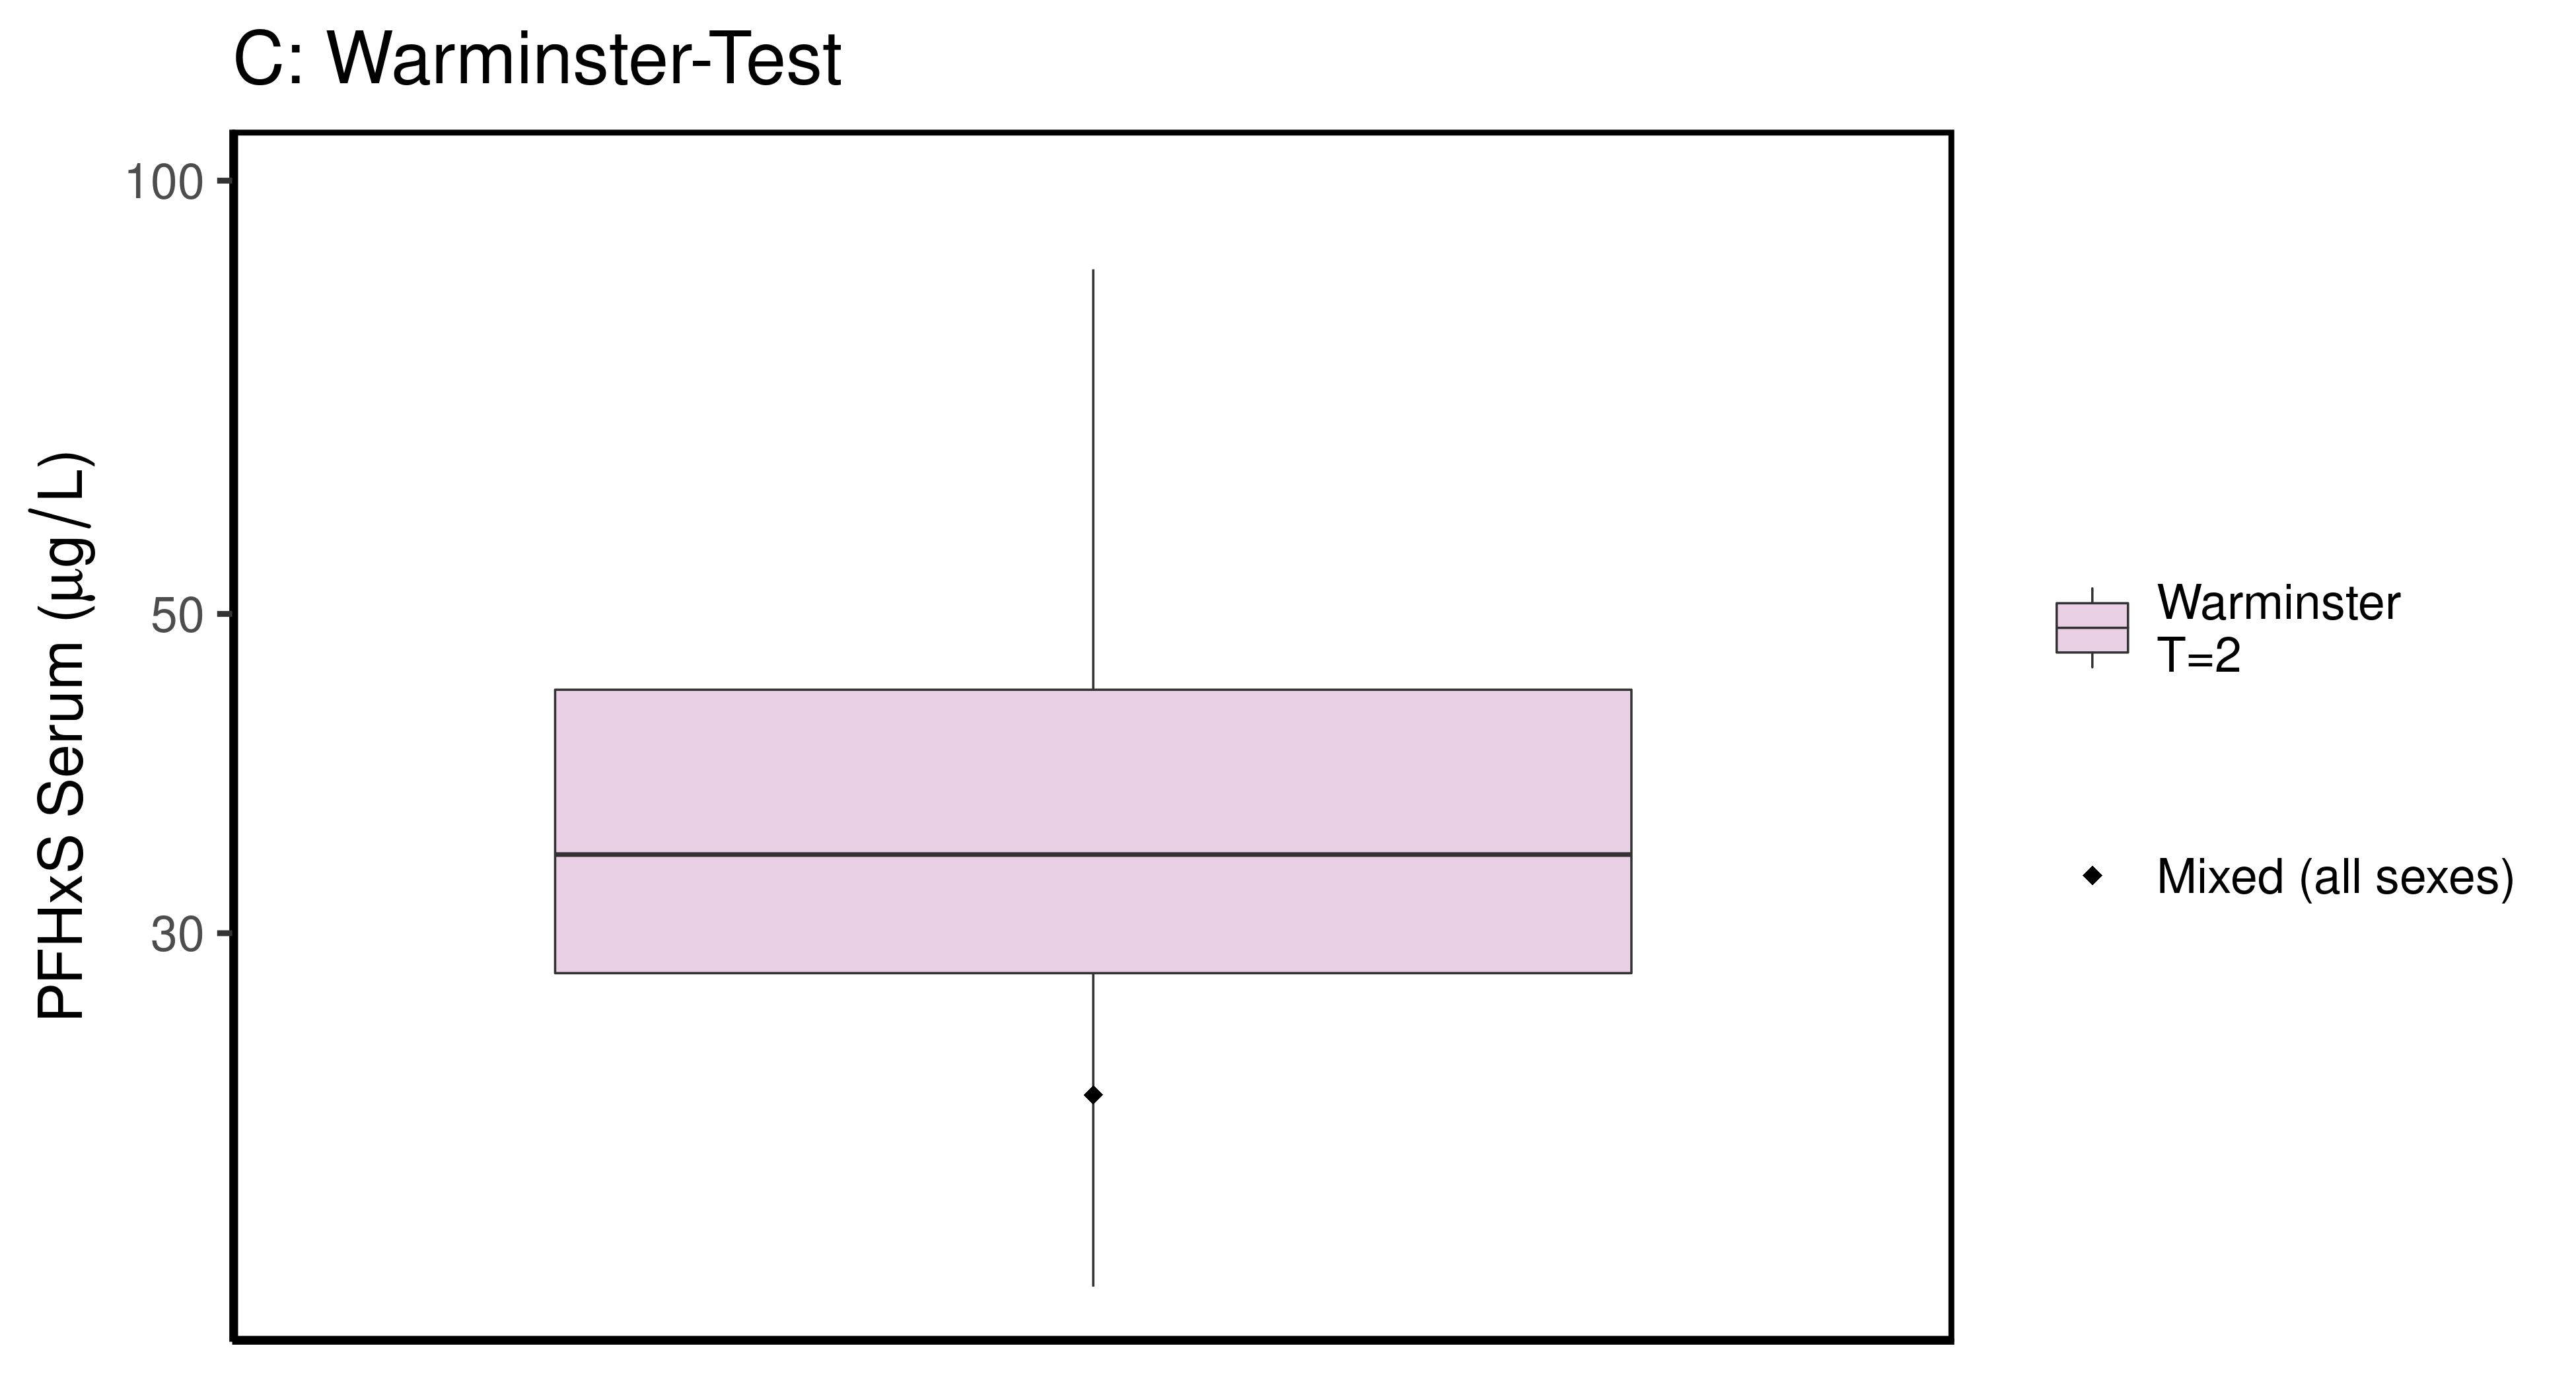 C: Warminster-Test
100
50
30
PFHxS Serum (μg/L)
Warminster
T=2
Mixed (all sexes)